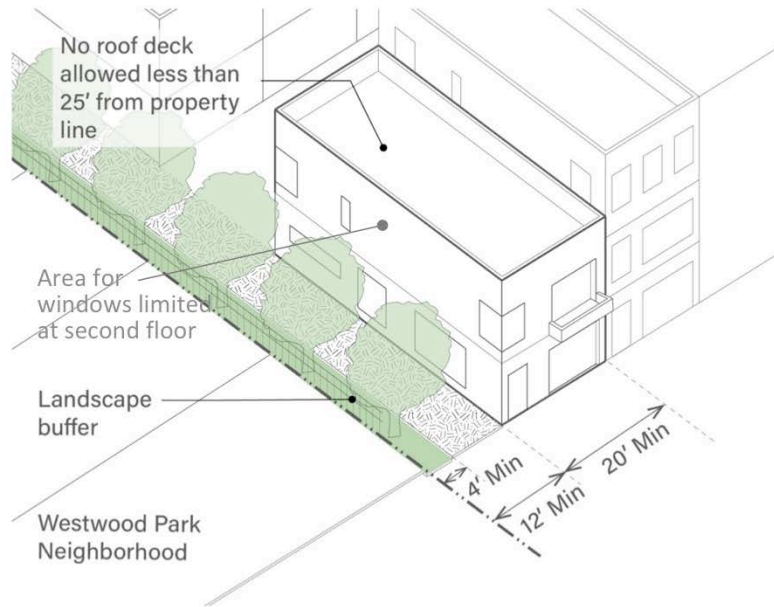 No roof deck
allowed less than
25′ from property
line
Area for
windows limited
at second floor
Landscape
buffer
4′ Min
12′ Min
20′ Min
Westwood Park
Neighborhood